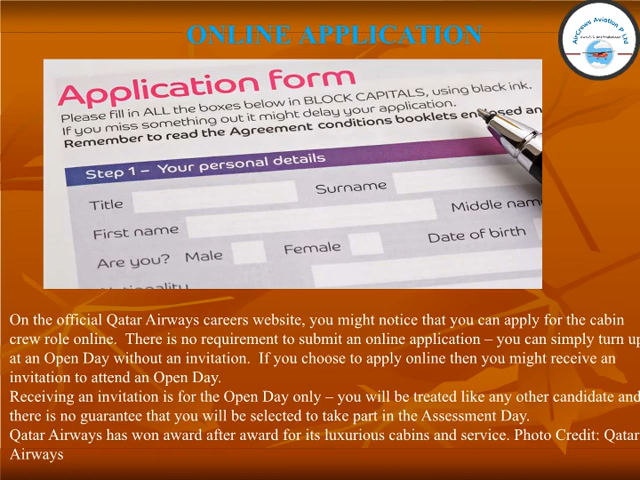 ONLINE APPLICATION
AirCrews Aviation P Ltd
Application form
Please fill in ALL the boxes below in BLOCK CAPITALS, using black ink.
If you miss something out it might delay your application.
Remember to read the Agreement conditions booklets enclosed an
Step 1 – Your personal details
Title Surname
First name Middle nam
Are you? Male Female Date of birth
Nationality
On the official Qatar Airways careers website, you might notice that you can apply for the cabin
crew role online. There is no requirement to submit an online application – you can simply turn up
at an Open Day without an invitation. If you choose to apply online then you might receive an
invitation to attend an Open Day.
Receiving an invitation is for the Open Day only – you will be treated like any other candidate and
there is no guarantee that you will be selected to take part in the Assessment Day.
Qatar Airways has won award after award for its luxurious cabins and service. Photo Credit: Qatar
Airways